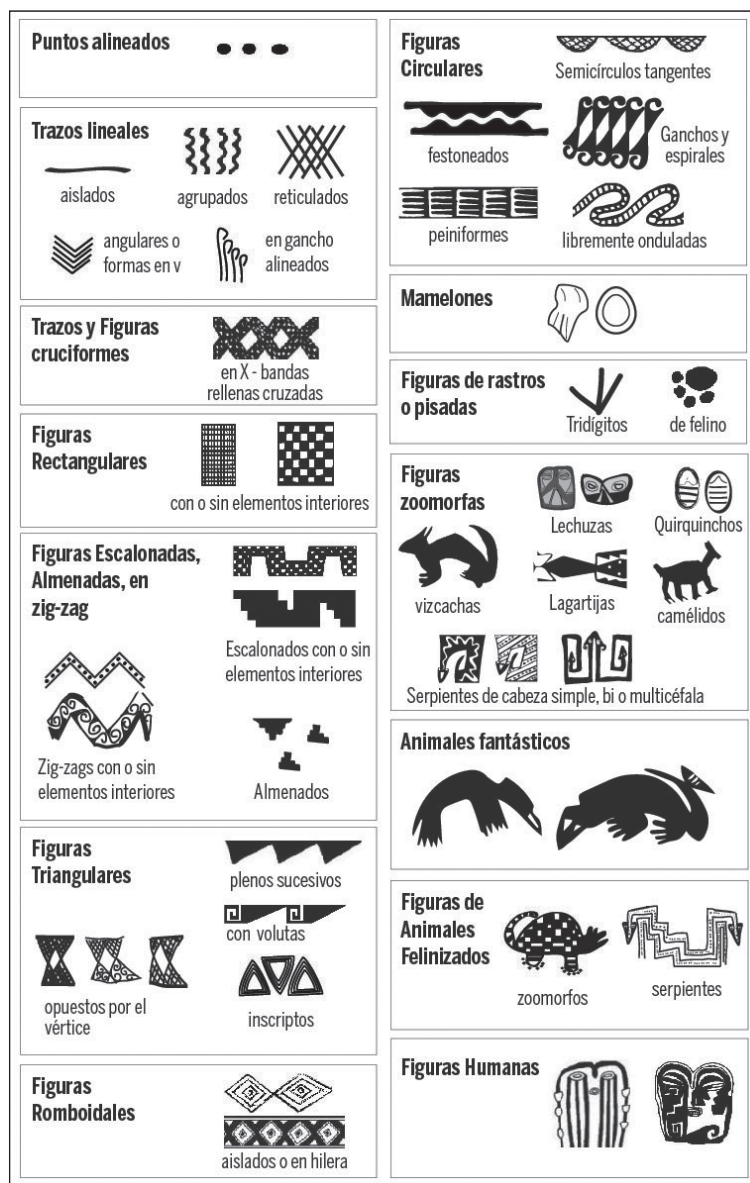 Puntos alineados
Trazos lineales
aislados
agrupados
reticulados
angulares o
formas en v
en gancho
alineados
Trazos y Figuras
cruciformes
en X - bandas
rellenas cruzadas
Figuras
Rectangulares
con o sin elementos interiores
Figuras Escalonadas,
Almenadas, en
zig-zag
Escalonados con o sin
elementos interiores
Zig-zags con o sin
elementos interiores
Almenados
Figuras
Triangulares
plenos sucesivos
con volutas
opuestos por el
vértice
inscriptos
Figuras
Romboidales
aislados o en hilera
Figuras
Circulares
Semicírculos tangentes
festoneados
Ganchos y
espirales
peiniformes
libremente onduladas
Mamelones
Figuras de rastros
o pisadas
Tridígitos
de felino
Figuras
zoomorfas
Lechuzas
Quirquinchos
vizcachas
Lagartijas
camélidos
Serpientes de cabeza simple, bi o multicéfala
Animales fantásticos
Figuras de
Animales
Felinizados
zoomorfos
serpientes
Figuras Humanas